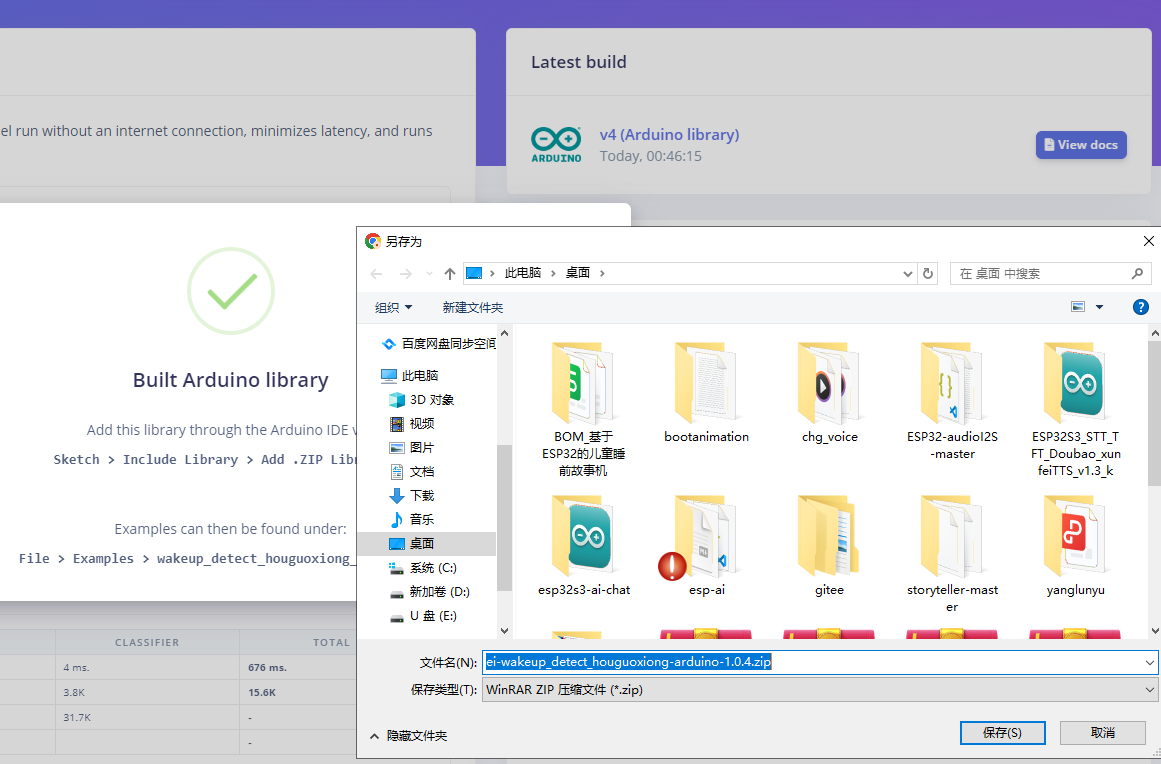 Latest build
el run without an internet connection, minimizes latency, and runs
ARDUINO
v4 (Arduino library)
Today, 00:46:15
View docs
Built Arduino library
Add this library through the Arduino IDE v
Sketch > Include Library > Add .ZIP Libr
Examples can then be found under:
File > Examples > wakeup_detect_houguoxiong_
CLASSIFIER
TOTAL
4 ms.
676 ms.
3.8K
15.6K
31.7K
-
-
另存为
此电脑 › 桌面 ›
在 桌面 中搜索
组织
新建文件夹
百度网盘同步空间
此电脑
3D 对象
视频
图片
文档
下载
音乐
桌面
系统 (C:)
新加卷 (D:)
U 盘 (E:)
BOM_基于
ESP32的儿童睡
前故事机
bootanimation
chg_voice
ESP32-audioI2S
-master
ESP32S3_STT_T
FT_Doubao_xun
feiTTS_v1.3_k
esp32s3-ai-chat
esp-ai
gitee
storyteller-mast
er
yanglunyu
文件名(N):
ei-wakeup_detect_houguoxiong-arduino-1.0.4.zip
保存类型(T):
WinRAR ZIP 压缩文件 (*.zip)
隐藏文件夹
保存(S)
取消